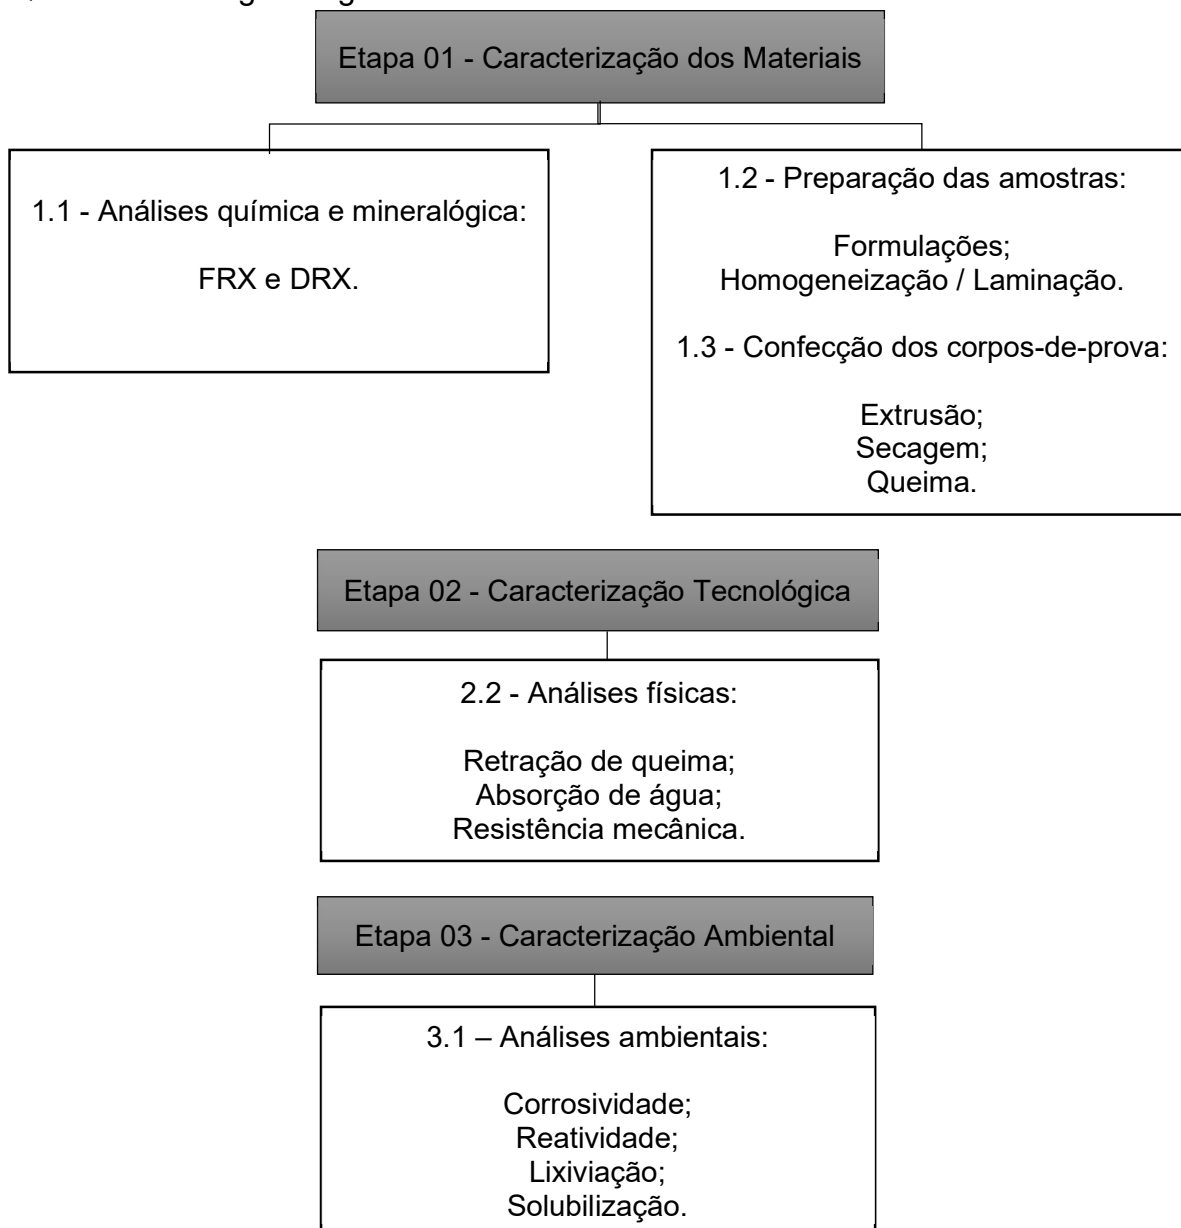 Etapa 01 - Caracterização dos Materiais
1.1 - Análises química e mineralógica:
FRX e DRX.
1.2 - Preparação das amostras:
Formulações;
Homogeneização / Laminação.
1.3 - Confecção dos corpos-de-prova:
Extrusão;
Secagem;
Queima.
Etapa 02 - Caracterização Tecnológica
2.2 - Análises físicas:
Retração de queima;
Absorção de água;
Resistência mecânica.
Etapa 03 - Caracterização Ambiental
3.1 – Análises ambientais:
Corrosividade;
Reatividade;
Lixiviação;
Solubilização.